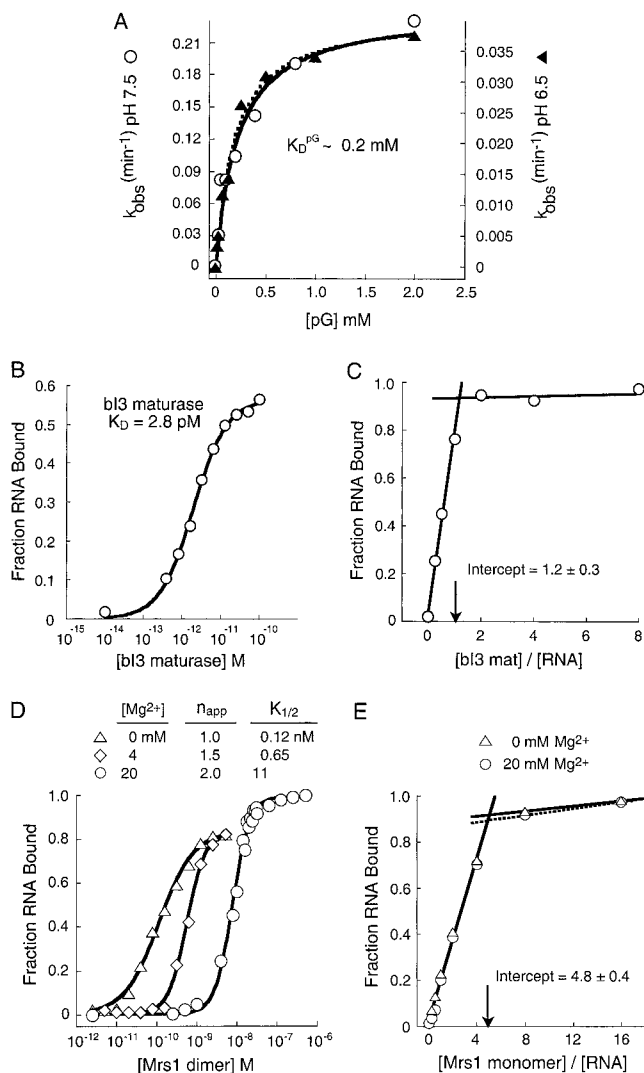 A
k_obs (min⁻¹) pH 7.5
0.21
0.18
0.15
0.12
0.09
0.06
0.03
0
K_D^pG ~ 0.2 mM
0.035
0.030
0.025
0.020
0.015
0.010
0.005
0
k_obs (min⁻¹) pH 6.5
0 0.5 1.0 1.5 2.0 2.5
[pG] mM
B
Fraction RNA Bound
0.6
0.5
0.4
0.3
0.2
0.1
0
bI3 maturase
K_D = 2.8 pM
10⁻¹⁵ 10⁻¹⁴ 10⁻¹³ 10⁻¹² 10⁻¹¹ 10⁻¹⁰
[bI3 maturase] M
C
Fraction RNA Bound
1.0
0.8
0.6
0.4
0.2
0
Intercept = 1.2 ± 0.3
0 2 4 6 8
[bI3 mat] / [RNA]
D
[Mg²⁺] n_app K_1/2
0 mM 1.0 0.12 nM
4 1.5 0.65
20 2.0 11
Fraction RNA Bound
1.0
0.8
0.6
0.4
0.2
0
10⁻¹² 10⁻¹¹ 10⁻¹⁰ 10⁻⁹ 10⁻⁸ 10⁻⁷ 10⁻⁶
[Mrs1 dimer] M
E
0 mM Mg²⁺
20 mM Mg²⁺
Fraction RNA Bound
1.0
0.8
0.6
0.4
0.2
0
Intercept = 4.8 ± 0.4
0 4 8 12 16
[Mrs1 monomer] / [RNA]